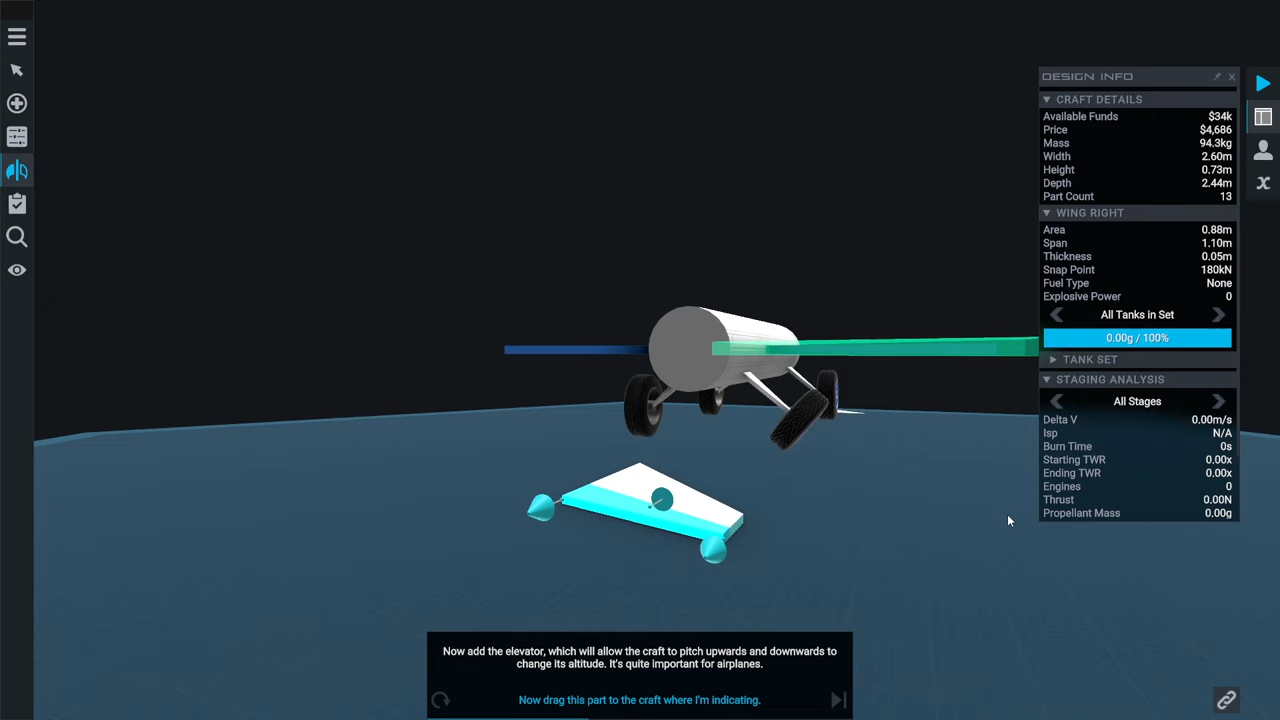 DESIGN INFO
CRAFT DETAILS
Available Funds $34k
Price $4,686
Mass 94.3kg
Width 2.60m
Height 0.73m
Depth 2.44m
Part Count 13
WING RIGHT
Area 0.88m
Span 1.10m
Thickness 0.05m
Snap Point 180kN
Fuel Type None
Explosive Power 0
All Tanks in Set
0.00g / 100%
TANK SET
STAGING ANALYSIS
All Stages
Delta V 0.00m/s
Isp N/A
Burn Time 0s
Starting TWR 0.00x
Ending TWR 0.00x
Engines 0
Thrust 0.00N
Propellant Mass 0.00g
Now add the elevator, which will allow the craft to pitch upwards and downwards to
change its altitude. It's quite important for airplanes.
Now drag this part to the craft where I'm indicating.